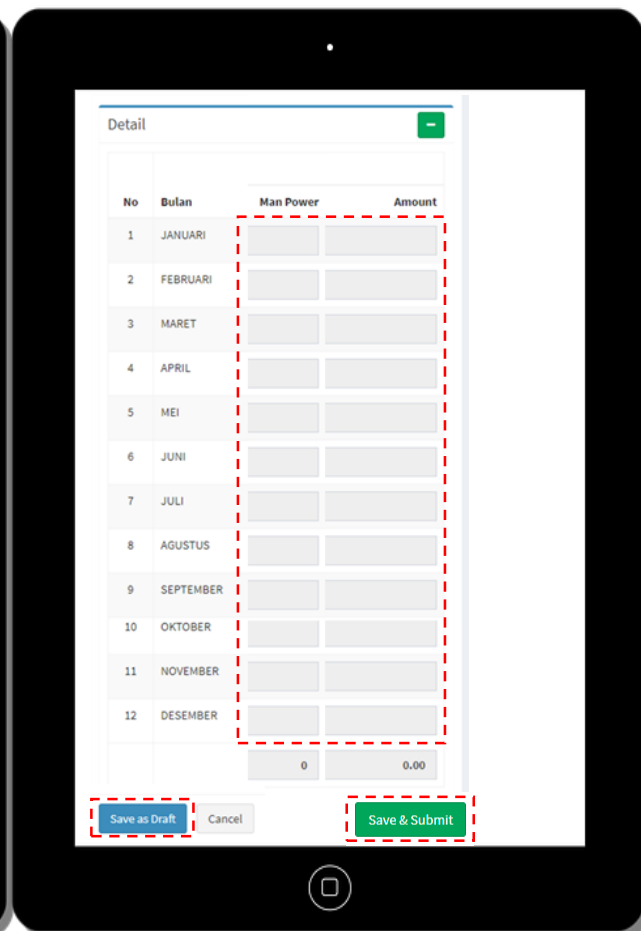 Detail
No Bulan Man Power Amount
1 JANUARI
2 FEBRUARI
3 MARET
4 APRIL
5 MEI
6 JUNI
7 JULI
8 AGUSTUS
9 SEPTEMBER
10 OKTOBER
11 NOVEMBER
12 DESEMBER
0 0.00
Save as Draft Cancel Save & Submit